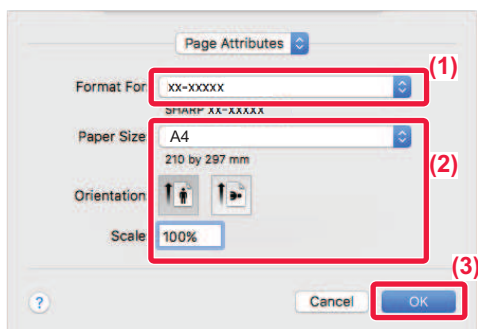 Page Attributes
(1)
Format For: xx-xxxxx
SHARP xx-xxxxx
Paper Size: A4
210 by 297 mm
(2)
Orientation:
Scale: 100%
(3)
? Cancel OK